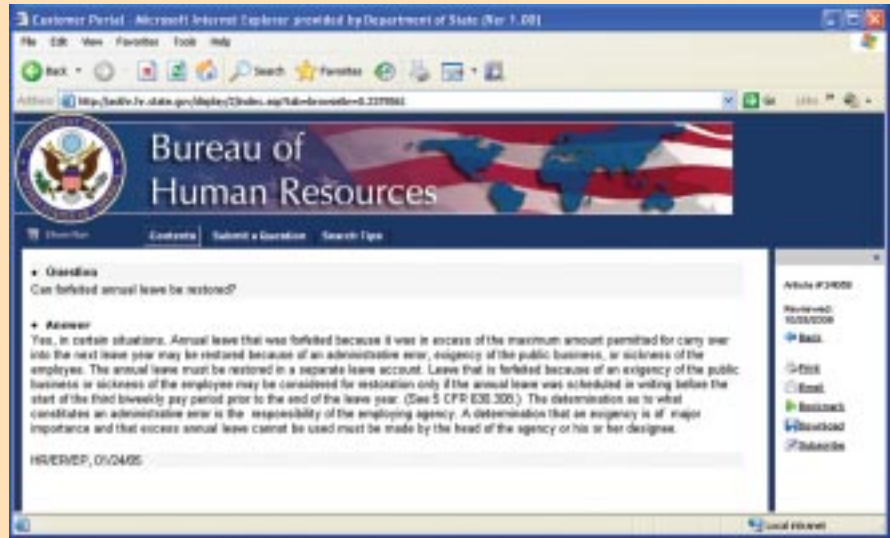 Customer Portal - Microsoft Internet Explorer provided by Department of State (Ver 1.00)
File Edit View Favorites Tools Help
Back Search Favorites
Address
Go Links
Bureau of
Human Resources
Contents Submit a Question Search Tips
Question
Can forfeited annual leave be restored?
Answer
Yes, in certain situations. Annual leave that was forfeited because it was in excess of the maximum amount permitted for carry over
into the next leave year may be restored because of an administrative error, exigency of the public business, or sickness of the
employee. The annual leave must be restored in a separate leave account. Leave that is forfeited because of an exigency of the public
business or sickness of the employee may be considered for restoration only if the annual leave was scheduled in writing before the
start of the third biweekly pay period prior to the end of the leave year. (See 5 CFR 630.308.) The determination as to what
constitutes an administrative error is the responsibility of the employing agency. A determination that an exigency is of major
importance and that excess annual leave cannot be used must be made by the head of the agency or his or her designee.
HR/ER/EP, 01/24/05
Reviewed:
Back
Print
Email
Bookmark
Download
Subscribe
Local intranet